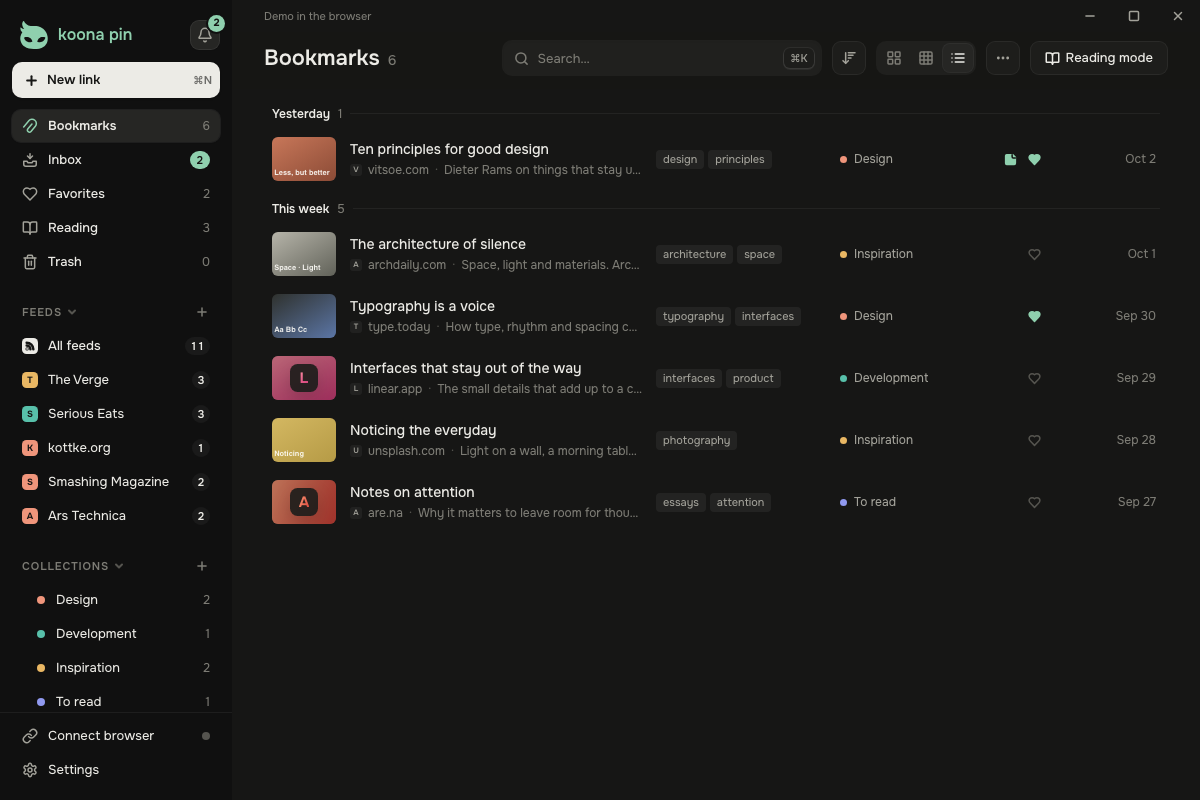 Demo in the browser
koona pin
2
New link ⌘N
Bookmarks 6
Inbox 2
Favorites 2
Reading 3
Trash 0
FEEDS
All feeds 11
T The Verge 3
S Serious Eats 3
K kottke.org 1
S Smashing Magazine 2
A Ars Technica 2
COLLECTIONS
Design 2
Development 1
Inspiration 2
To read 1
Connect browser
Settings
Bookmarks 6
Search... ⌘K
Reading mode
Yesterday 1
Less, but better
Ten principles for good design
V vitsoe.com · Dieter Rams on things that stay u...
design principles
Design
Oct 2
This week 5
Space · Light
The architecture of silence
A archdaily.com · Space, light and materials. Arc...
architecture space
Inspiration
Oct 1
Aa Bb Cc
Typography is a voice
T type.today · How type, rhythm and spacing c...
typography interfaces
Design
Sep 30
L
Interfaces that stay out of the way
L linear.app · The small details that add up to a c...
interfaces product
Development
Sep 29
Noticing
Noticing the everyday
U unsplash.com · Light on a wall, a morning tabl...
photography
Inspiration
Sep 28
A
Notes on attention
A are.na · Why it matters to leave room for thou...
essays attention
To read
Sep 27